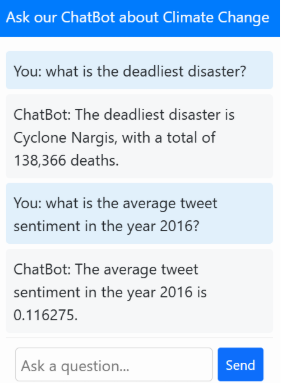 Ask our ChatBot about Climate Change
You: what is the deadliest disaster?
ChatBot: The deadliest disaster is
Cyclone Nargis, with a total of
138,366 deaths.
You: what is the average tweet
sentiment in the year 2016?
ChatBot: The average tweet
sentiment in the year 2016 is
0.116275.
Ask a question... Send